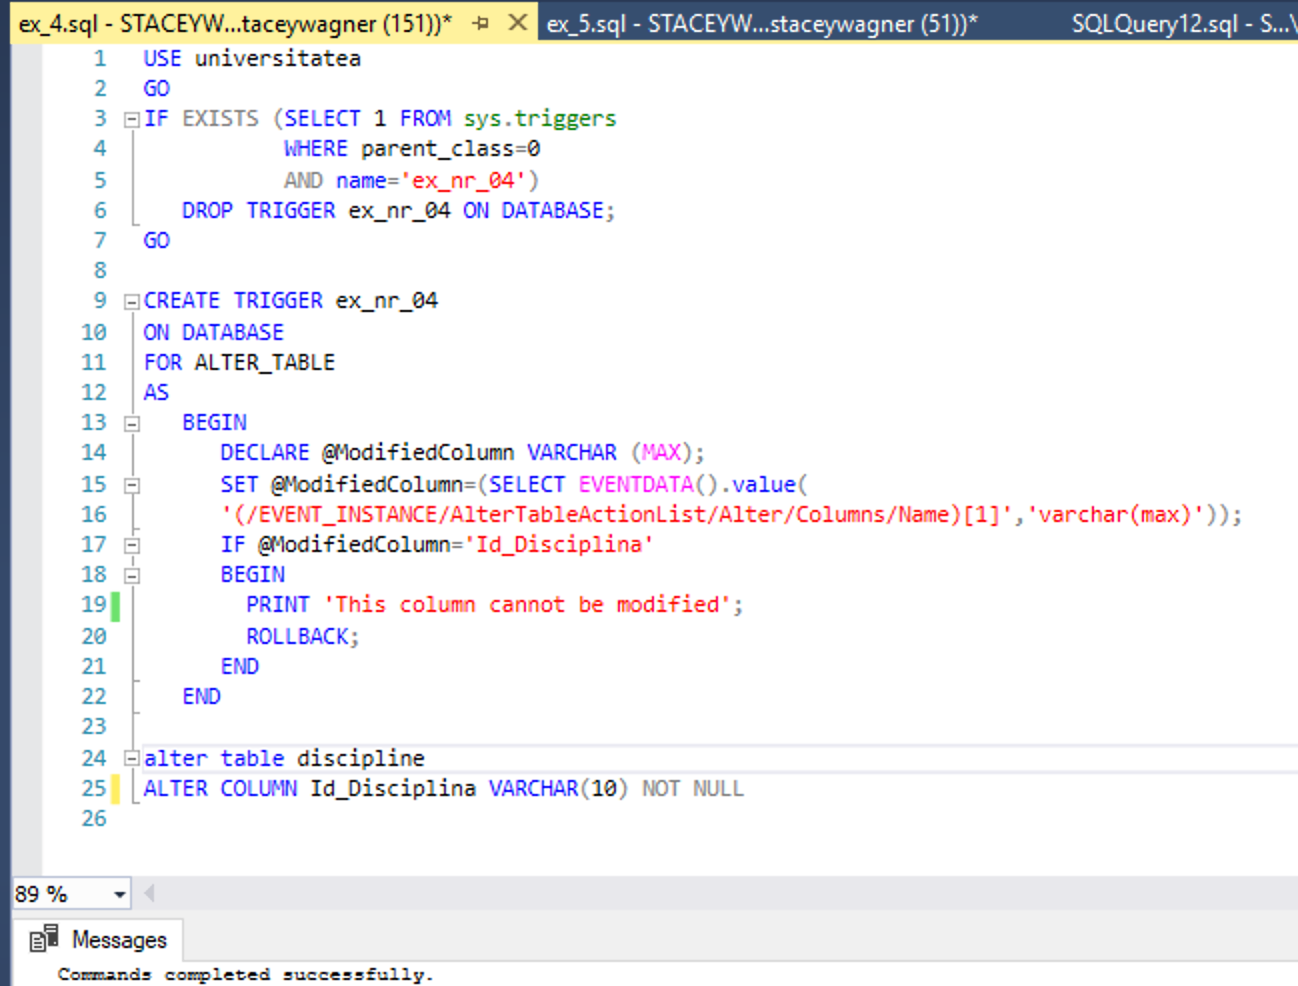 ex_4.sql - STACEYW...taceywagner (151))*
ex_5.sql - STACEYW...staceywagner (51))*
SQLQuery12.sql - S...\
1 USE universitatea
2 GO
3 IF EXISTS (SELECT 1 FROM sys.triggers
4 WHERE parent_class=0
5 AND name='ex_nr_04')
6 DROP TRIGGER ex_nr_04 ON DATABASE;
7 GO
8
9 CREATE TRIGGER ex_nr_04
10 ON DATABASE
11 FOR ALTER_TABLE
12 AS
13 BEGIN
14 DECLARE @ModifiedColumn VARCHAR (MAX);
15 SET @ModifiedColumn=(SELECT EVENTDATA().value(
16 '(/EVENT_INSTANCE/AlterTableActionList/Alter/Columns/Name)[1]','varchar(max)'));
17 IF @ModifiedColumn='Id_Disciplina'
18 BEGIN
19 PRINT 'This column cannot be modified';
20 ROLLBACK;
21 END
22 END
23
24 alter table discipline
25 ALTER COLUMN Id_Disciplina VARCHAR(10) NOT NULL
26
89 %
Messages
Commands completed successfully.